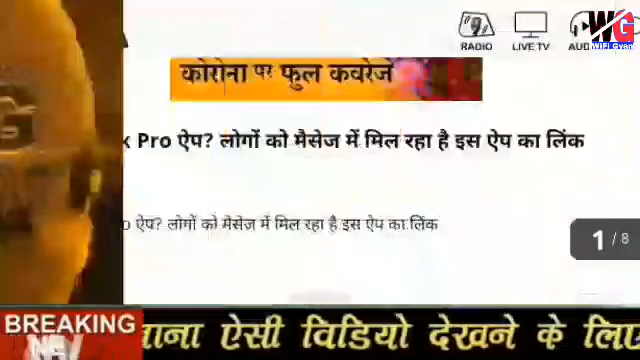 RADIO LIVE TV
WG
WiFi Gyan
कोरोना पर फुल कवरेज
Pro ऐप? लोगों को मैसेज में मिल रहा है इस ऐप का लिंक
ऐप? लोगों को मैसेज में मिल रहा है इस ऐप का लिंक
1 / 8
BREAKING
ऐसी विडियो देखने के लिए